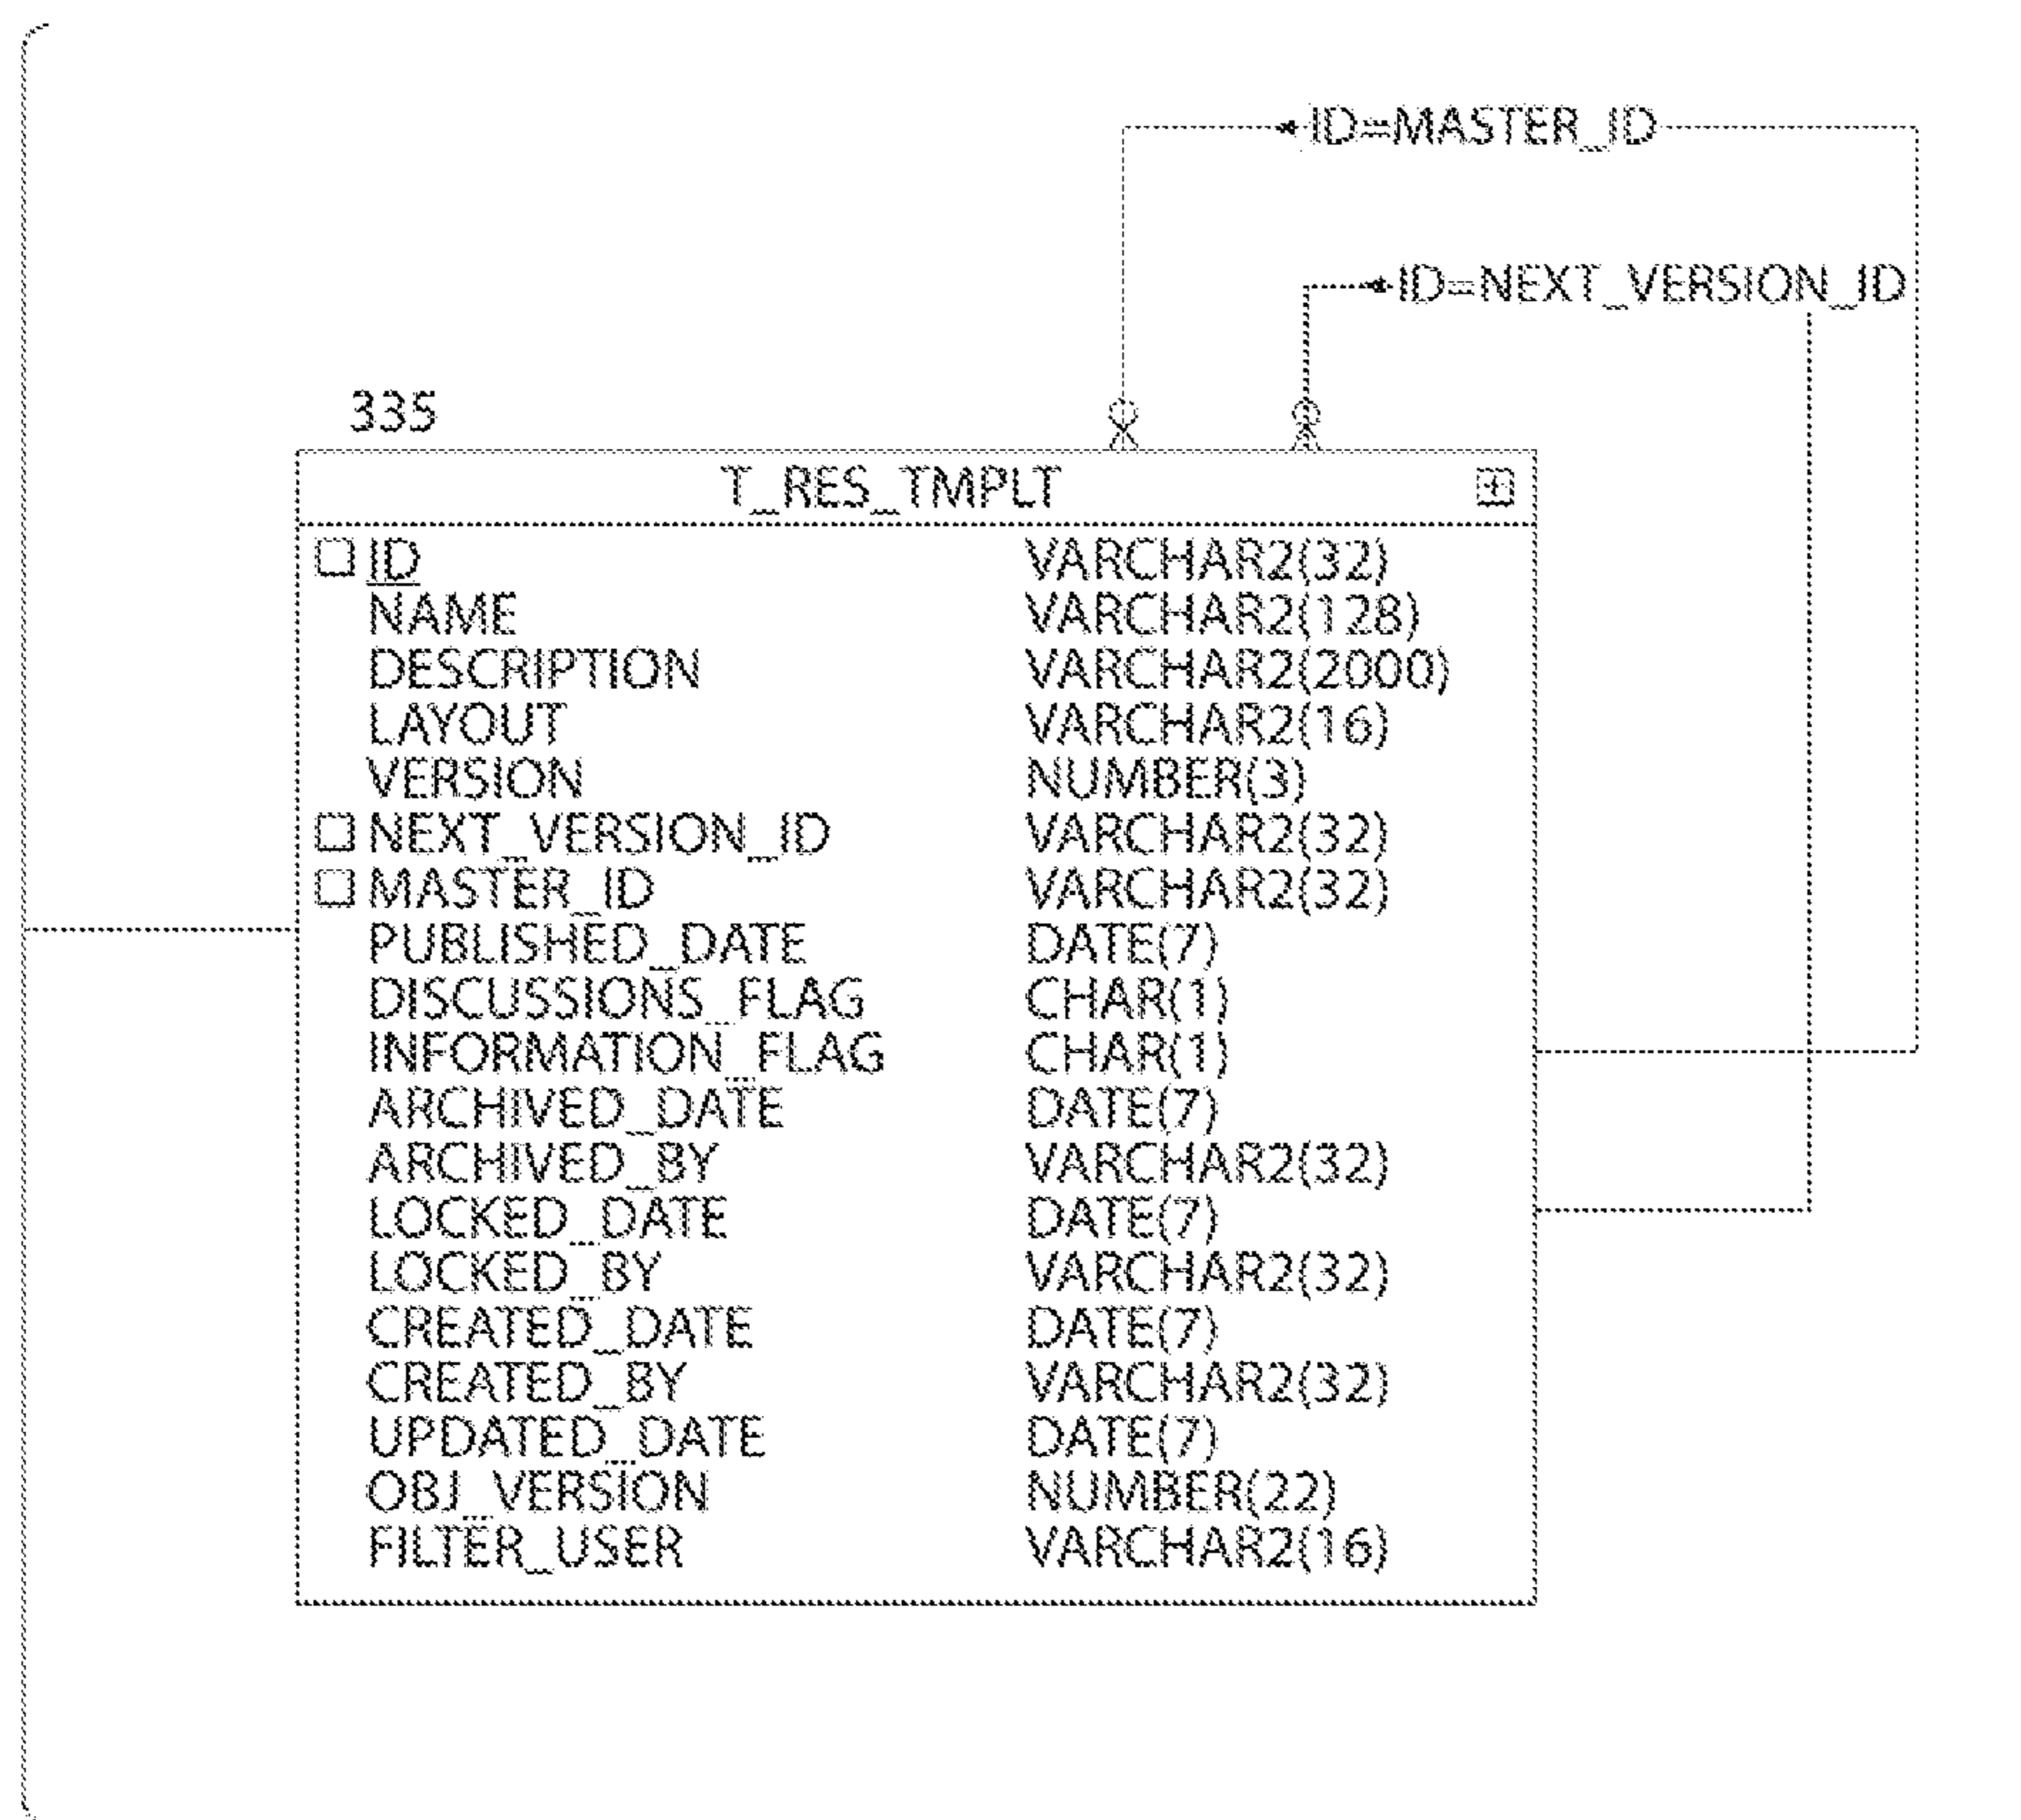 ID=MASTER_ID
ID=NEXT_VERSION_ID
335
T_RES_TMPLT
ID VARCHAR2(32)
NAME VARCHAR2(128)
DESCRIPTION VARCHAR2(2000)
LAYOUT VARCHAR2(16)
VERSION NUMBER(3)
NEXT_VERSION_ID VARCHAR2(32)
MASTER_ID VARCHAR2(32)
PUBLISHED_DATE DATE(7)
DISCUSSIONS_FLAG CHAR(1)
INFORMATION_FLAG CHAR(1)
ARCHIVED_DATE DATE(7)
ARCHIVED_BY VARCHAR2(32)
LOCKED_DATE DATE(7)
LOCKED_BY VARCHAR2(32)
CREATED_DATE DATE(7)
CREATED_BY VARCHAR2(32)
UPDATED_DATE DATE(7)
OBJ_VERSION NUMBER(22)
FILTER_USER VARCHAR2(16)